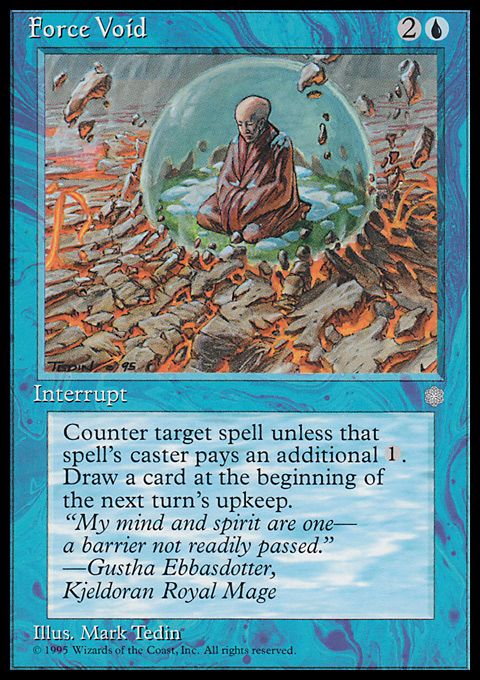 Force Void 2
TEDIN © /95
Interrupt
Counter target spell unless that
spell's caster pays an additional 1.
Draw a card at the beginning of
the next turn's upkeep.
“My mind and spirit are one—
a barrier not readily passed.”
—Gustha Ebbasdotter,
Kjeldoran Royal Mage
Illus. Mark Tedin
© 1995 Wizards of the Coast, Inc. All rights reserved.